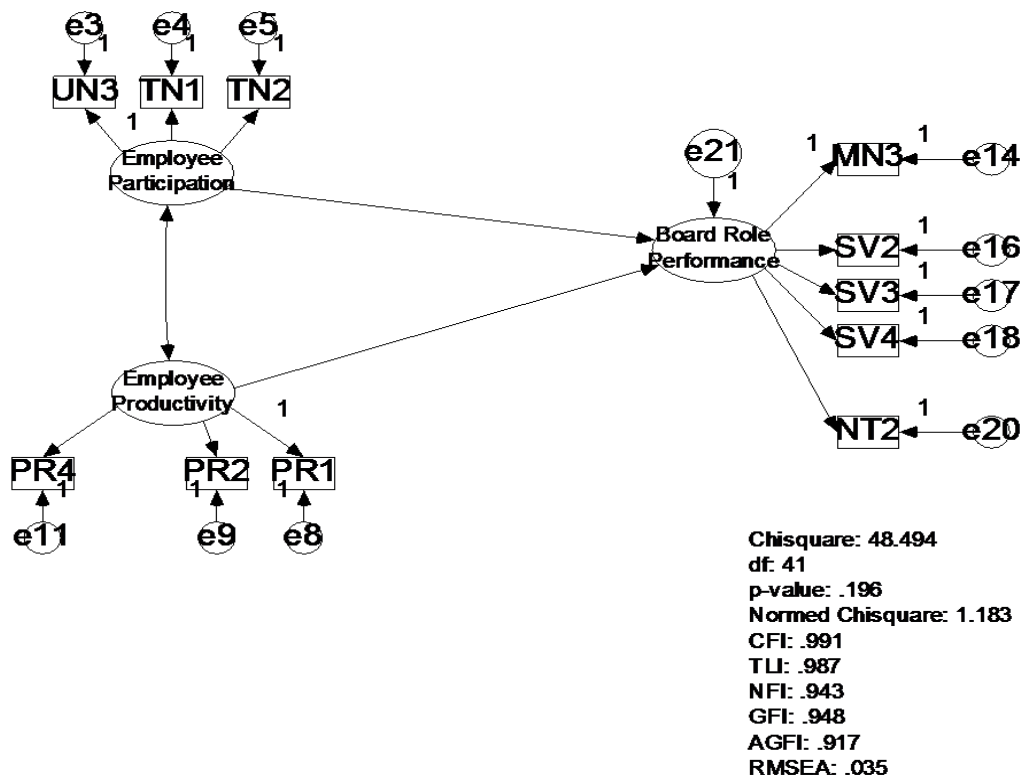 e3 e4 e5
1 1 1
UN3 TN1 TN2
1
Employee
Participation
e21
1
1
MN3 1 e14
Board Role
Performance
SV2 1 e16
SV3 1 e17
SV4 1 e18
NT2 1 e20
Employee
Productivity
1
PR4 PR2 PR1
1 1 1
e11 e9 e8
Chisquare: 48.494
df: 41
p-value: .196
Normed Chisquare: 1.183
CFI: .991
TLI: .987
NFI: .943
GFI: .948
AGFI: .917
RMSEA: .035